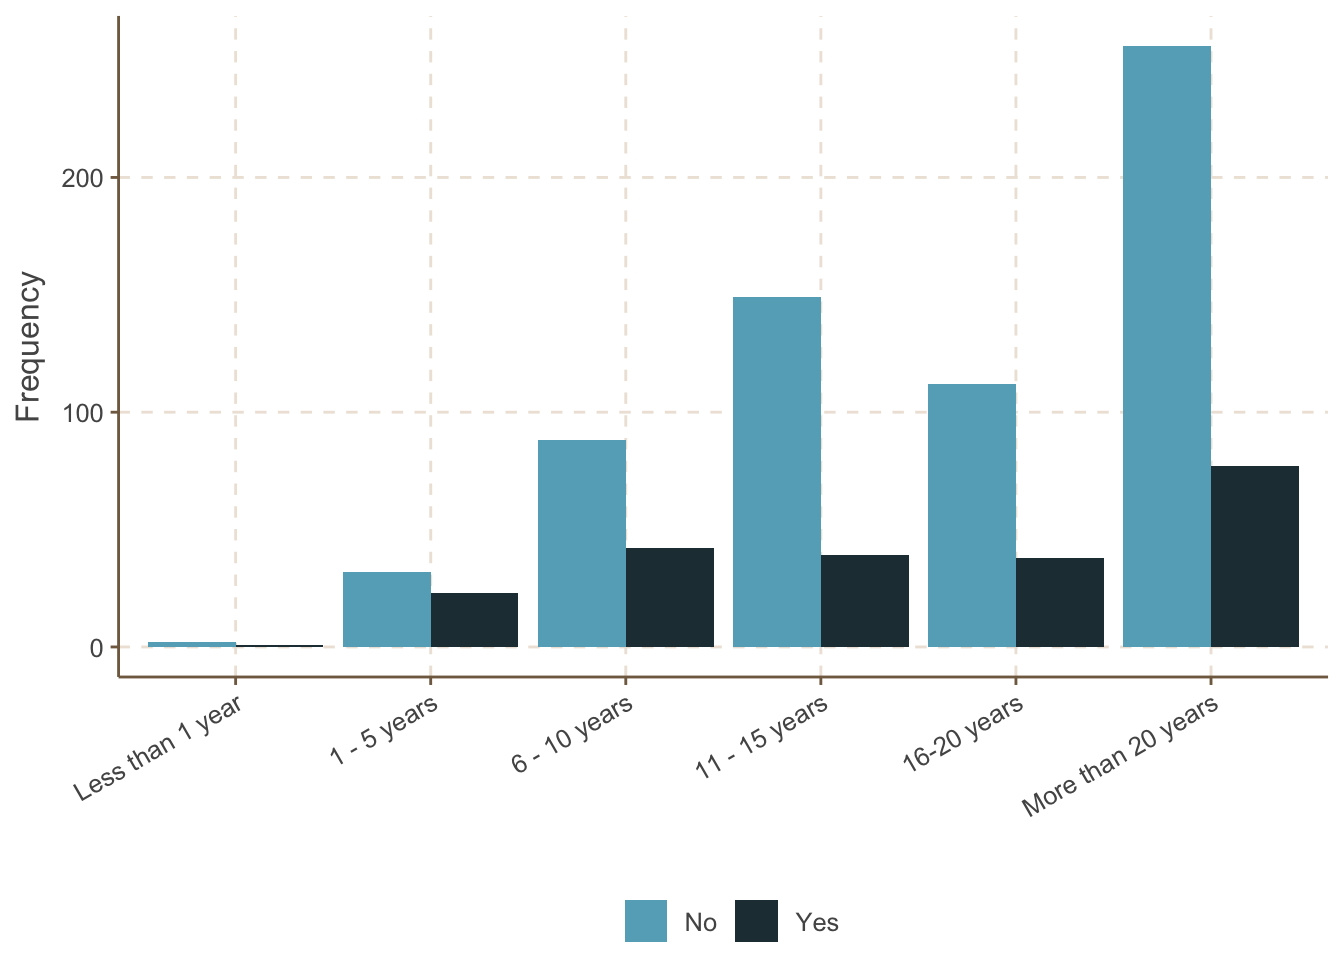 Frequency
200
100
0
Less than 1 year
1 - 5 years
6 - 10 years
11 - 15 years
16-20 years
More than 20 years
No
Yes